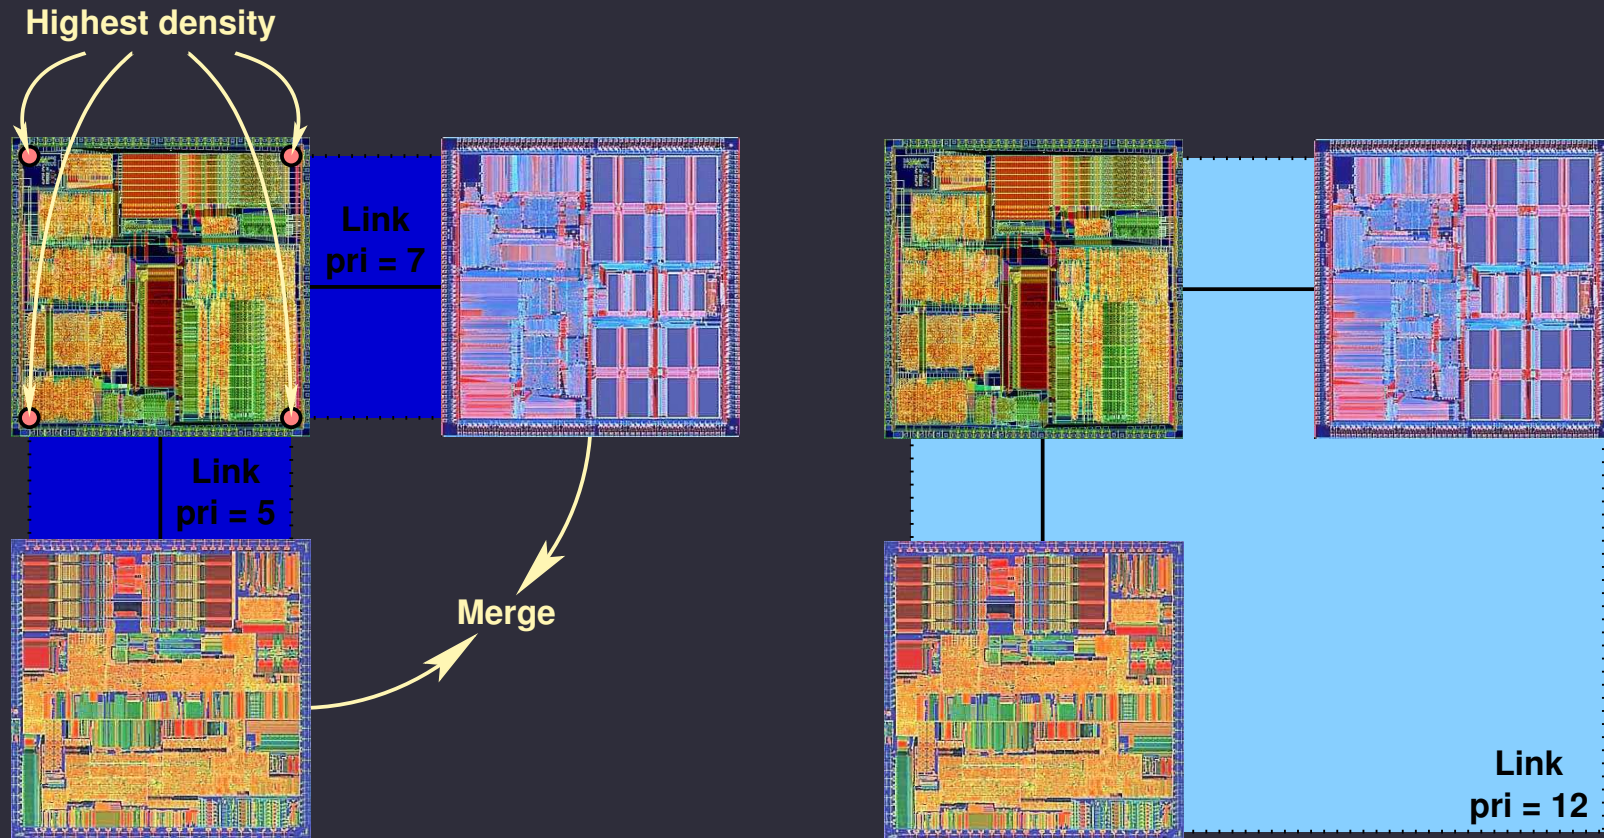 Highest density
Link
pri = 7
Link
pri = 5
Merge
Link
pri = 12